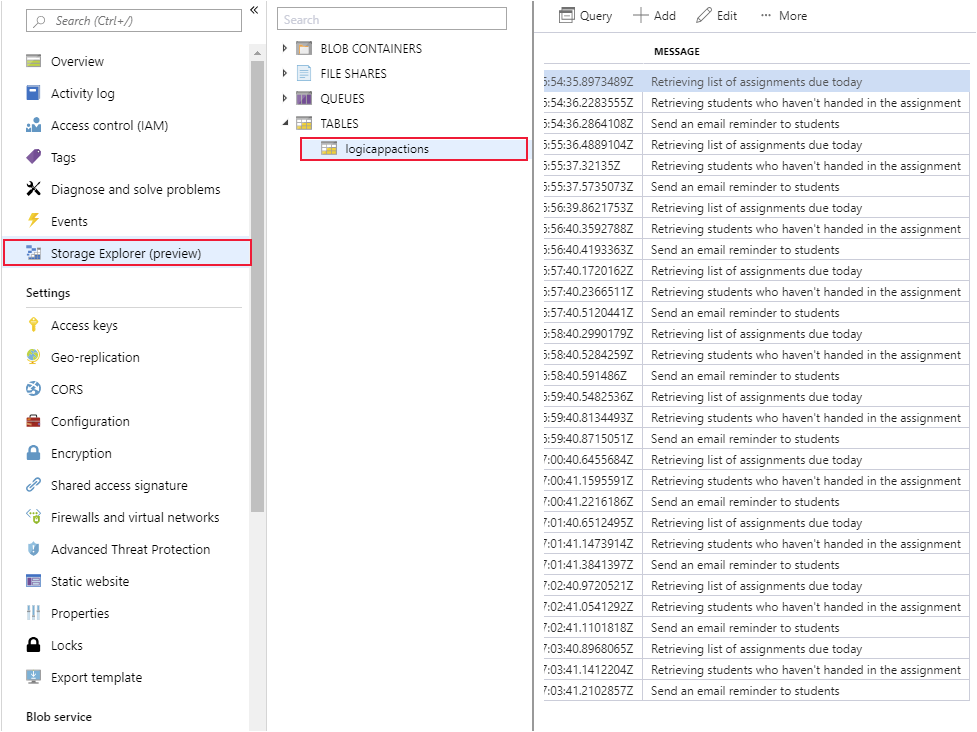 Search (Ctrl+/)
«
Overview
Activity log
Access control (IAM)
Tags
Diagnose and solve problems
Events
Storage Explorer (preview)
Settings
Access keys
Geo-replication
CORS
Configuration
Encryption
Shared access signature
Firewalls and virtual networks
Advanced Threat Protection
Static website
Properties
Locks
Export template
Blob service
Search
BLOB CONTAINERS
FILE SHARES
QUEUES
TABLES
logicappactions
Query Add Edit ··· More
MESSAGE
5:54:35.8973489Z Retrieving list of assignments due today
5:54:36.2283555Z Retrieving students who haven't handed in the assignment
5:54:36.2864108Z Send an email reminder to students
5:55:36.4889104Z Retrieving list of assignments due today
5:55:37.32135Z Retrieving students who haven't handed in the assignment
5:55:37.5735073Z Send an email reminder to students
5:56:39.8621753Z Retrieving list of assignments due today
5:56:40.3592788Z Retrieving students who haven't handed in the assignment
5:56:40.4193363Z Send an email reminder to students
5:57:40.1720162Z Retrieving list of assignments due today
5:57:40.2366511Z Retrieving students who haven't handed in the assignment
5:57:40.5120441Z Send an email reminder to students
5:58:40.2990179Z Retrieving list of assignments due today
5:58:40.5284259Z Retrieving students who haven't handed in the assignment
5:58:40.591486Z Send an email reminder to students
5:59:40.5482536Z Retrieving list of assignments due today
5:59:40.8134493Z Retrieving students who haven't handed in the assignment
5:59:40.8715051Z Send an email reminder to students
7:00:40.6455684Z Retrieving list of assignments due today
7:00:41.1595591Z Retrieving students who haven't handed in the assignment
7:00:41.2216186Z Send an email reminder to students
7:01:40.6512495Z Retrieving list of assignments due today
7:01:41.1473914Z Retrieving students who haven't handed in the assignment
7:01:41.3841397Z Send an email reminder to students
7:02:40.9720521Z Retrieving list of assignments due today
7:02:41.0541292Z Retrieving students who haven't handed in the assignment
7:02:41.1101818Z Send an email reminder to students
7:03:40.8968065Z Retrieving list of assignments due today
7:03:41.1412204Z Retrieving students who haven't handed in the assignment
7:03:41.2102857Z Send an email reminder to students